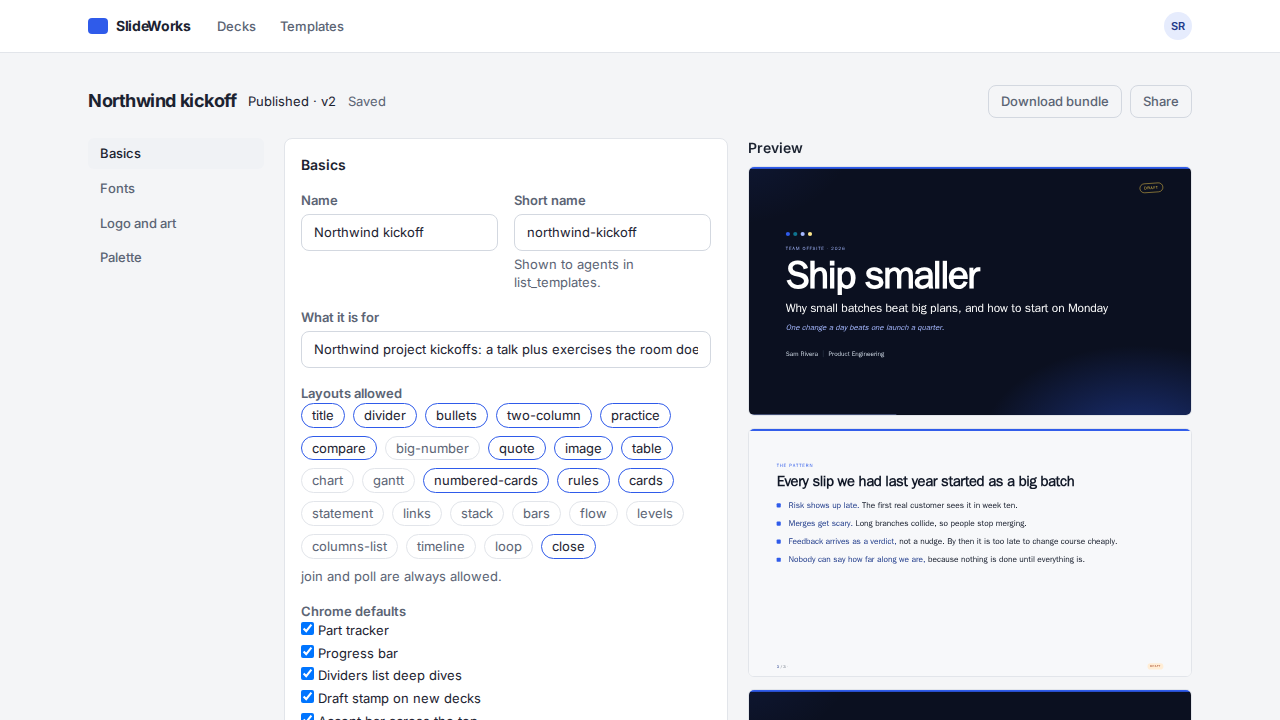 SlideWorks Decks Templates SR
Northwind kickoff Published · v2 Saved Download bundle Share
Basics
Fonts
Logo and art
Palette
Basics
Name Short name
Northwind kickoff northwind-kickoff
Shown to agents in
list_templates.
What it is for
Northwind project kickoffs: a talk plus exercises the room doe
Layouts allowed
title divider bullets two-column practice
compare big-number quote image table
chart gantt numbered-cards rules cards
statement links stack bars flow levels
columns-list timeline loop close
join and poll are always allowed.
Chrome defaults
Part tracker
Progress bar
Dividers list deep dives
Draft stamp on new decks
Accent bar across the top
Preview
DRAFT
TEAM OFFSITE · 2026
Ship smaller
Why small batches beat big plans, and how to start on Monday
One change a day beats one launch a quarter.
Sam Rivera | Product Engineering
THE PATTERN
Every slip we had last year started as a big batch
Risk shows up late. The first real customer sees it in week ten.
Merges get scary. Long branches collide, so people stop merging.
Feedback arrives as a verdict, not a nudge. By then it is too late to change course cheaply.
Nobody can say how far along we are, because nothing is done until everything is.
DRAFT